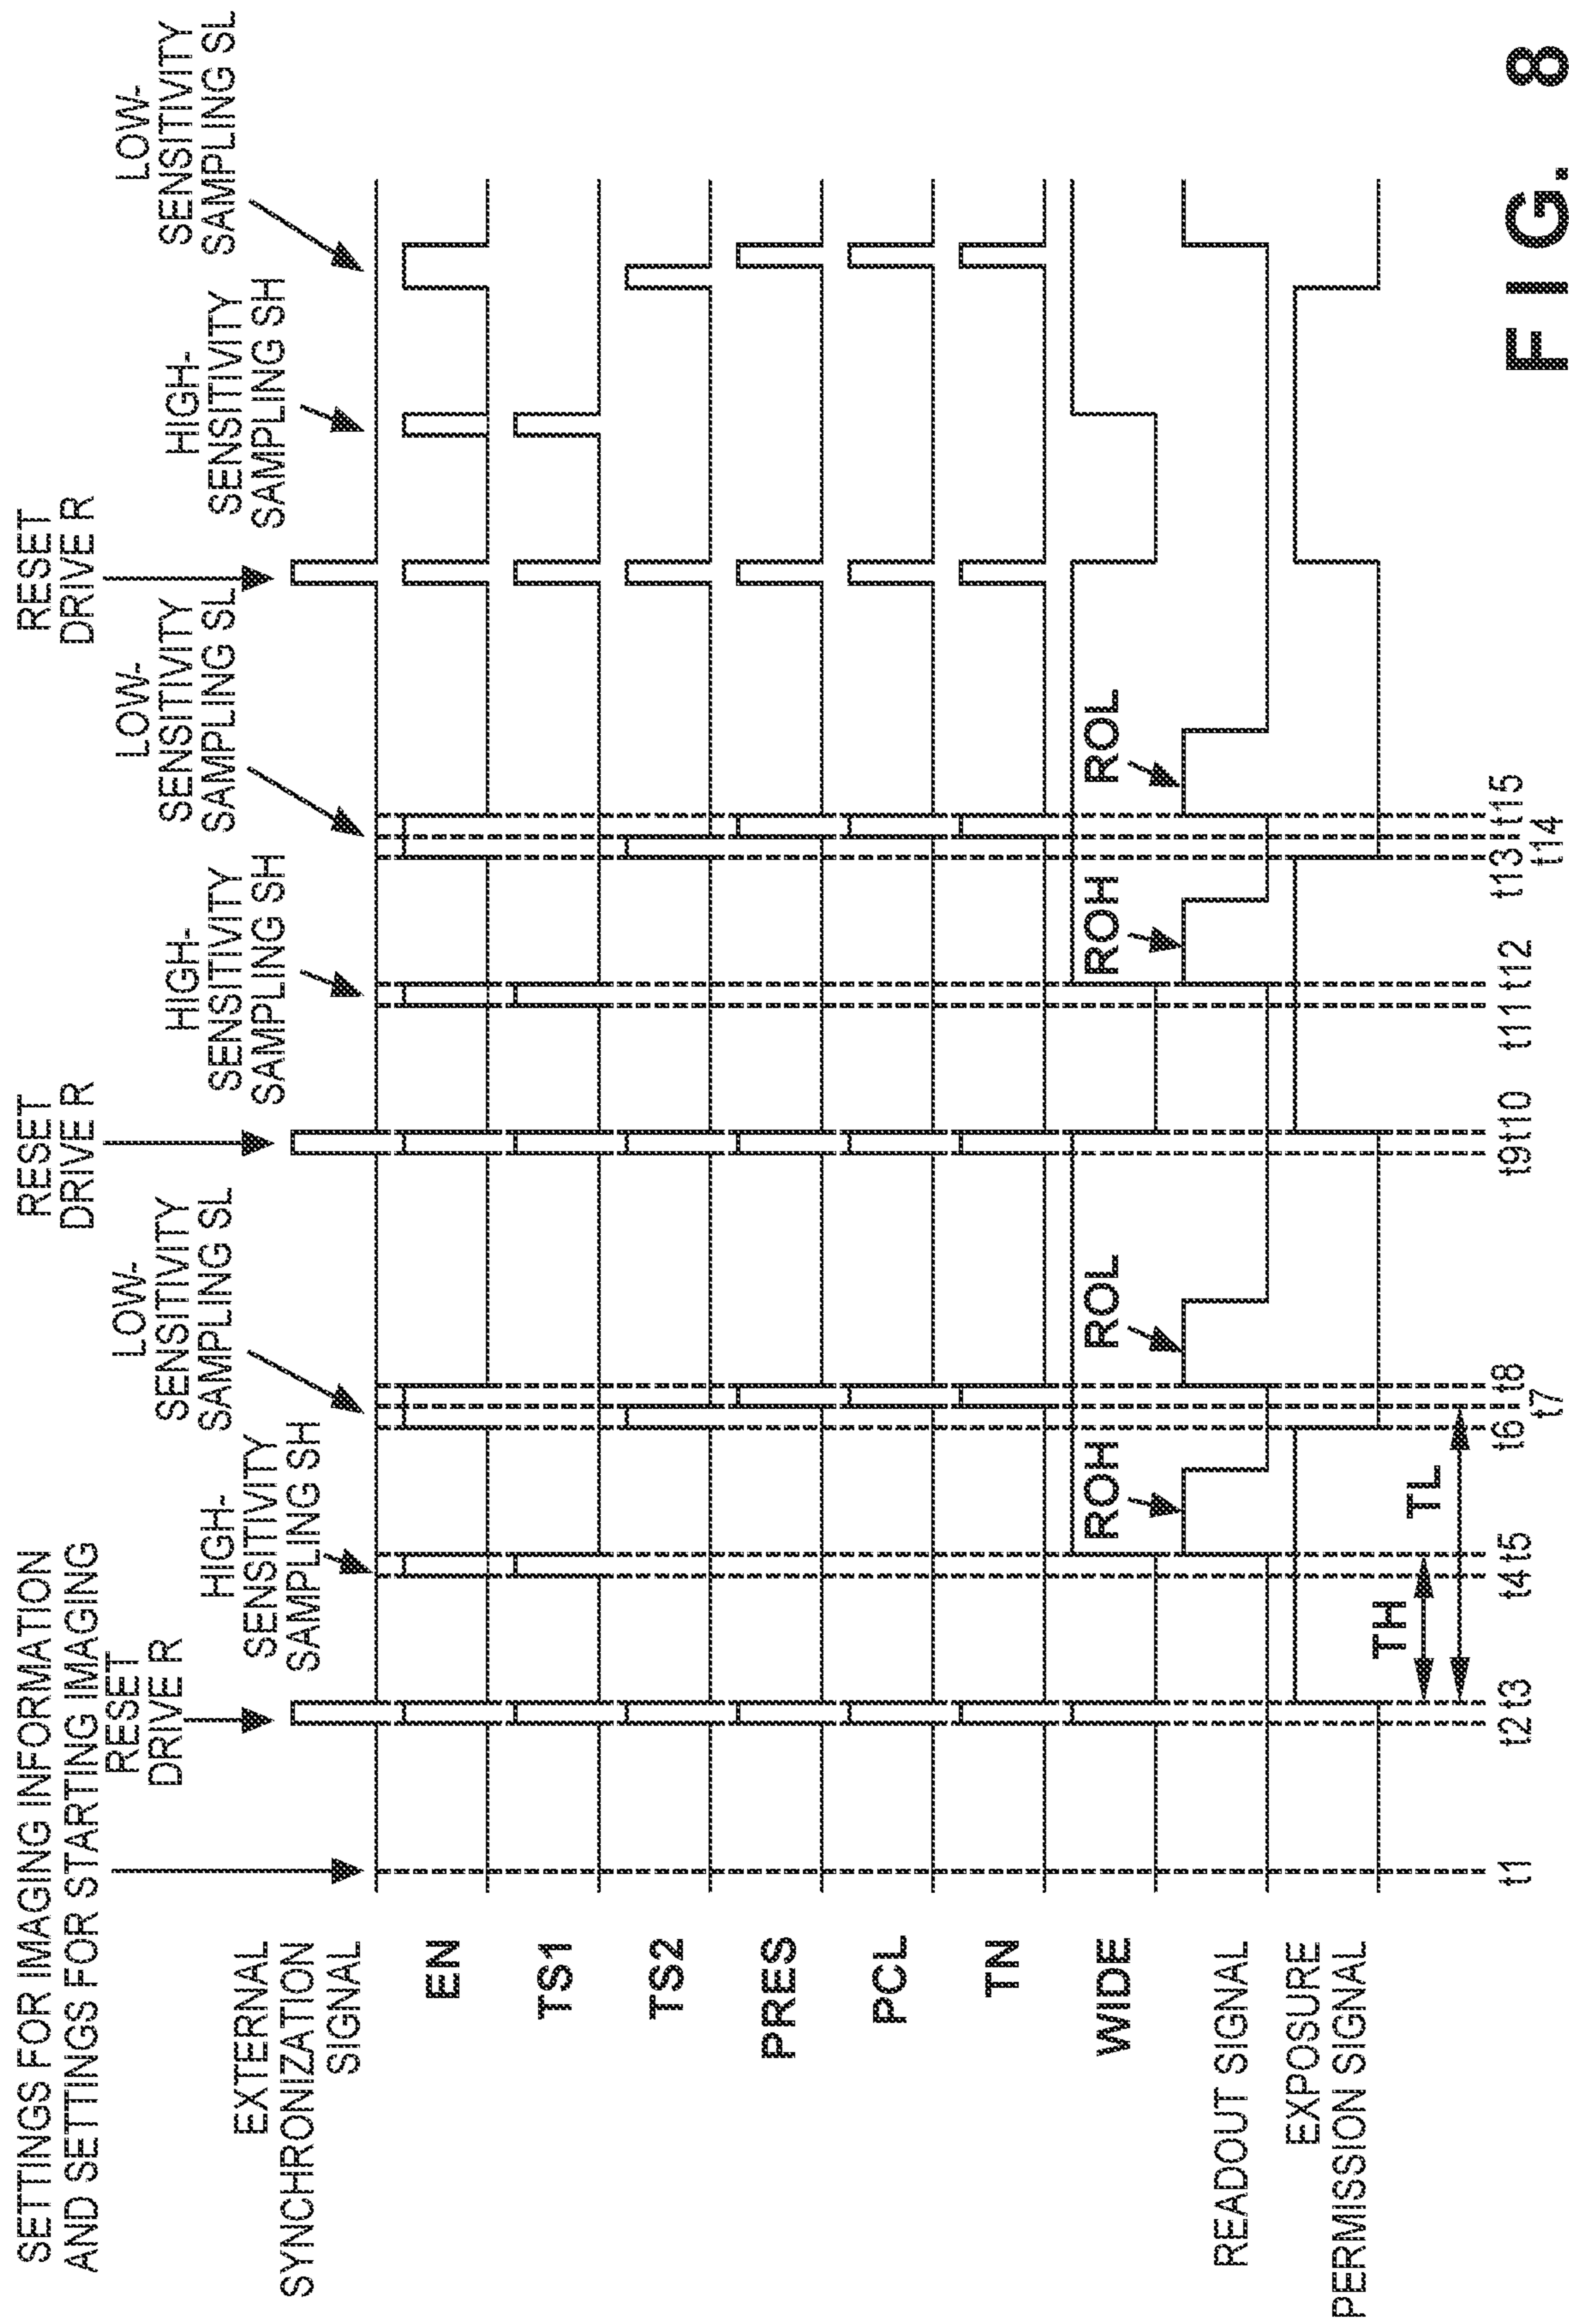 SETTINGS FOR IMAGING INFORMATION
AND SETTINGS FOR STARTING IMAGING
RESET
DRIVE R
HIGH-
SENSITIVITY
SAMPLING SH
LOW-
SENSITIVITY
SAMPLING SL
RESET
DRIVE R
HIGH-
SENSITIVITY
SAMPLING SH
LOW-
SENSITIVITY
SAMPLING SL
RESET
DRIVE R
HIGH-
SENSITIVITY
SAMPLING SH
LOW-
SENSITIVITY
SAMPLING SL
EXTERNAL
SYNCHRONIZATION
SIGNAL
EN
TS1
TS2
PRES
PCL
TN
WIDE
ROH
ROL
ROH
ROL
READOUT SIGNAL
EXPOSURE
PERMISSION SIGNAL
TH
TL
t1 t2 t3 t4 t5 t6 t8 t9 t10 t11 t12 t13 t15
t7 t14
FIG. 8